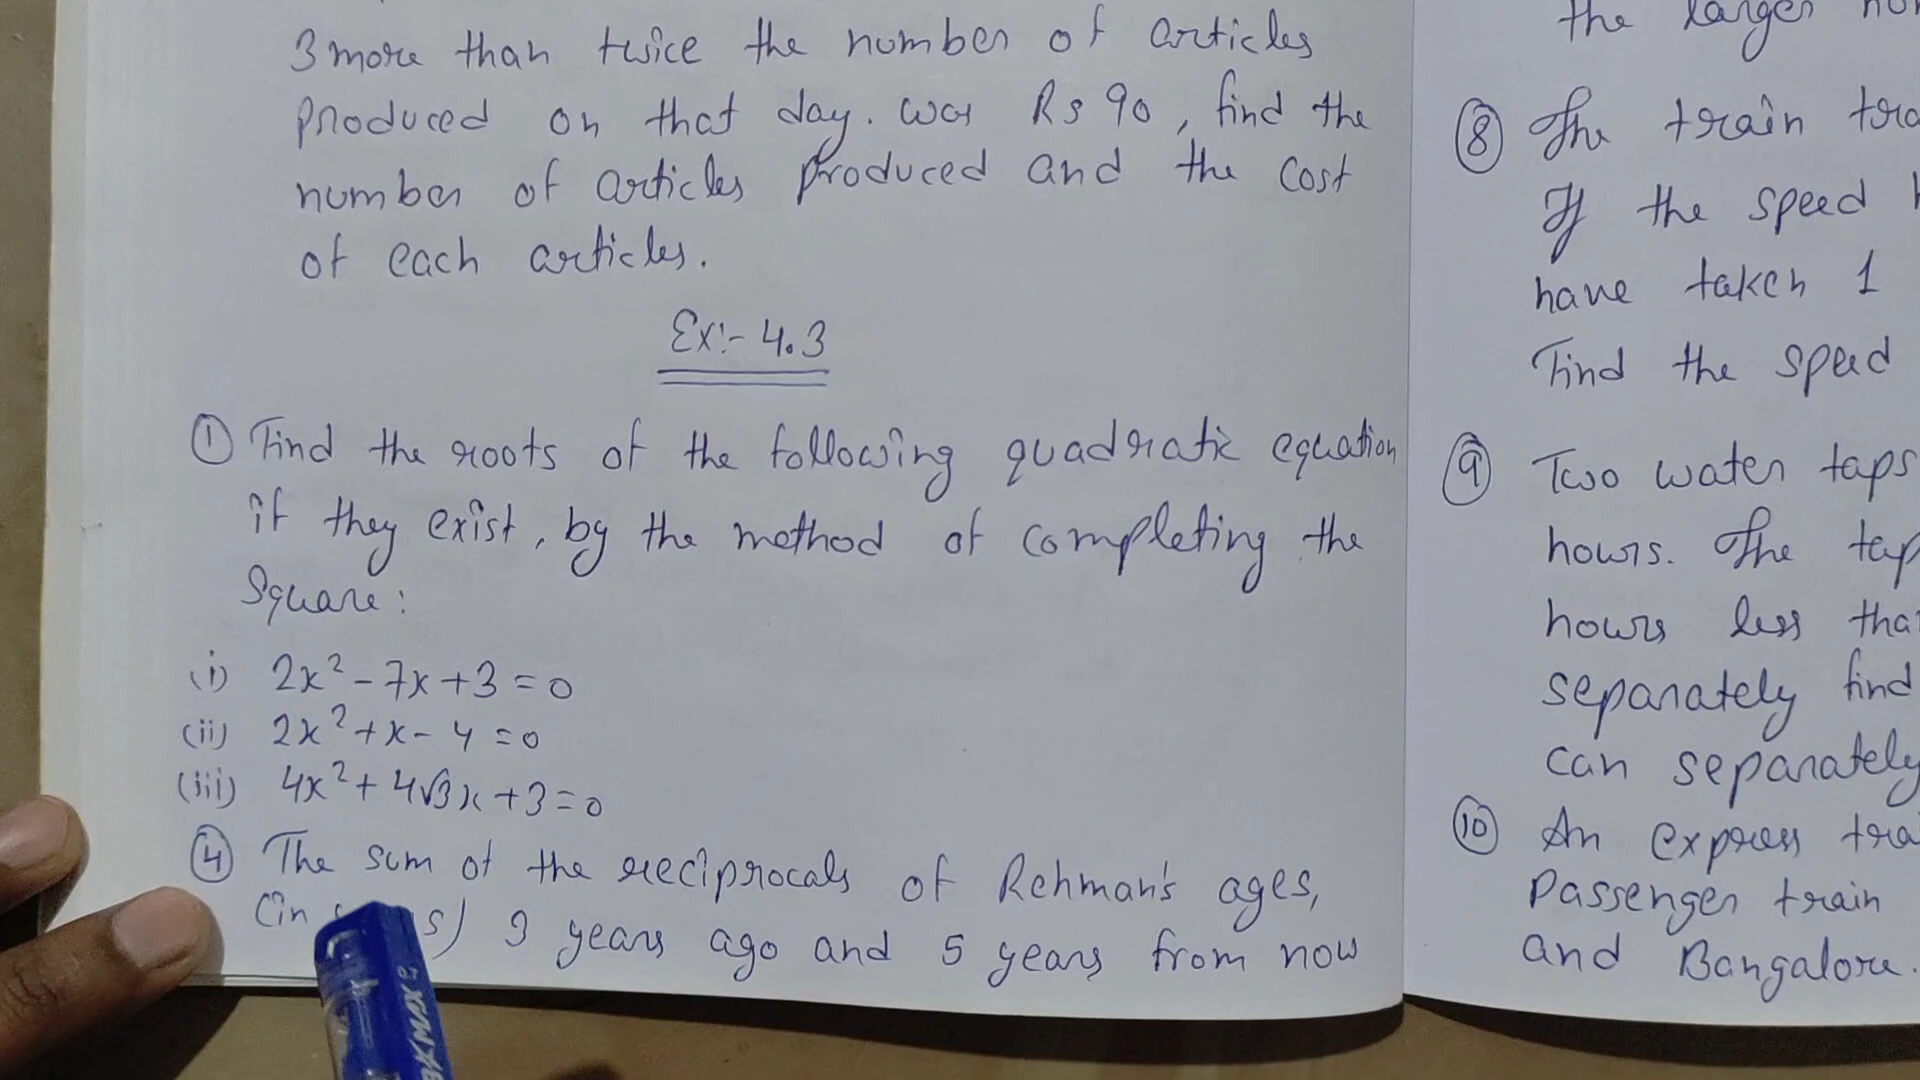 3 more than twice the number of articles
produced on that day. was Rs 90, find the
number of articles produced and the cost
of each articles.
Ex:- 4.3
① Find the roots of the following quadratic equation
if they exist, by the method of completing the
Square:
(i) 2x² - 7x + 3 = 0
(ii) 2x² + x - 4 = 0
(iii) 4x² + 4√3x + 3 = 0
④ The sum of the reciprocals of Rehman's ages,
(in 3 years ago and 5 years from now
the larger
⑧ The train
If the speed
have taken 1
Find the speed
⑨ Two water taps
hours. The tap
hours less
separately find
can separately
⑩ An express
Passenger train
and Bangalore.